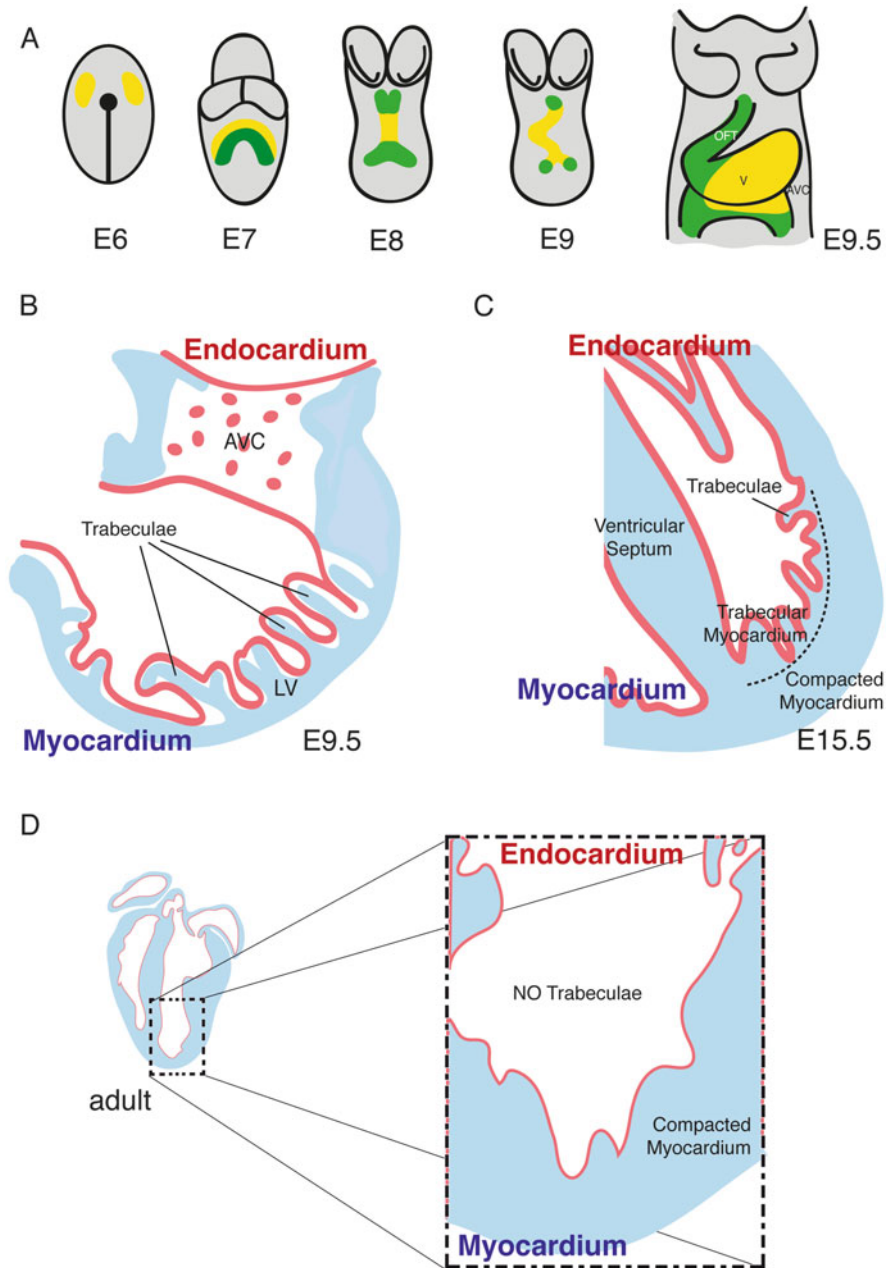 A
OFT
V
AVC
E6
E7
E8
E9
E9.5
B
Endocardium
AVC
Trabeculae
LV
Myocardium
E9.5
C
Endocardium
Trabeculae
Ventricular
Septum
Trabecular
Myocardium
Compacted
Myocardium
Myocardium
E15.5
D
adult
Endocardium
NO Trabeculae
Compacted
Myocardium
Myocardium